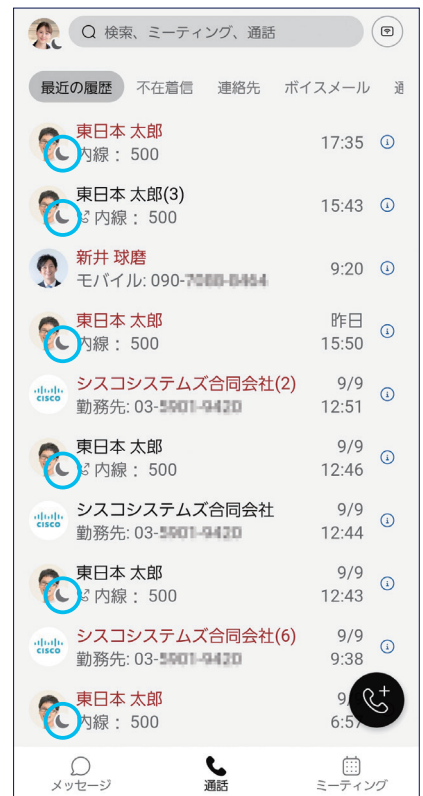 検索、ミーティング、通話
最近の履歴 不在着信 連絡先 ボイスメール
東日本 太郎
内線： 500
17:35
東日本 太郎(3)
内線： 500
15:43
新井 球磨
モバイル: 090-
9:20
東日本 太郎
内線： 500
昨日
15:50
CISCO
シスコシステムズ合同会社(2)
勤務先: 03-
9/9
12:51
東日本 太郎
内線： 500
9/9
12:46
CISCO
シスコシステムズ合同会社
勤務先: 03-
9/9
12:44
東日本 太郎
内線： 500
9/9
12:43
CISCO
シスコシステムズ合同会社(6)
勤務先: 03-
9/9
9:38
東日本 太郎
内線： 500
6:57
メッセージ 通話 ミーティング